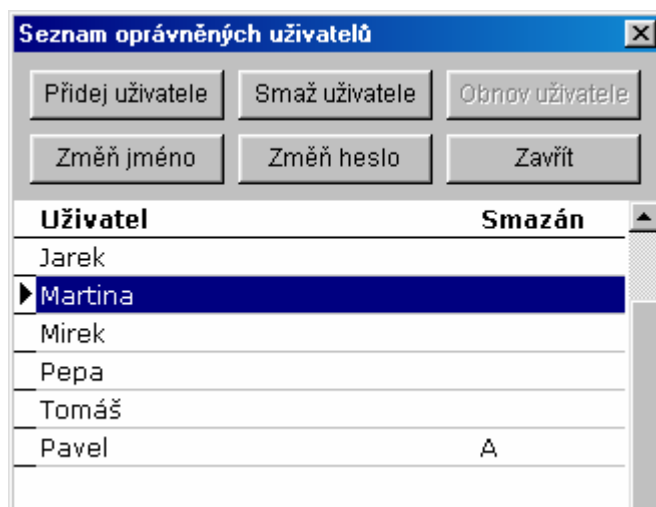 Seznam oprávněných uživatelů
Přidej uživatele Smaž uživatele Obnov uživatele
Změň jméno Změň heslo Zavřít
Uživatel Smazán
Jarek
Martina
Mirek
Pepa
Tomáš
Pavel A